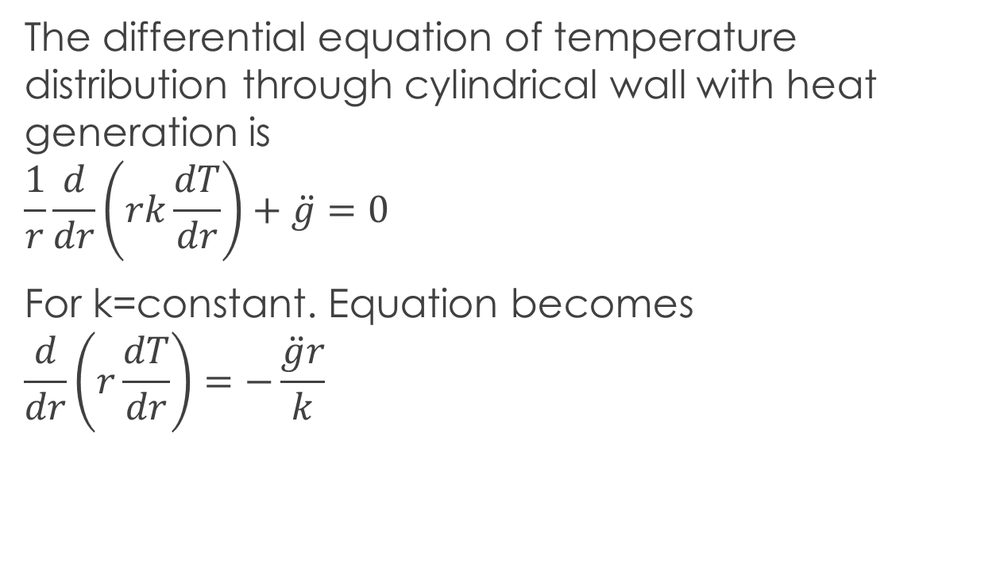 The differential equation of temperature
distribution through cylindrical wall with heat
generation is
\frac{1}{r}\frac{d}{dr}\left(rk\frac{dT}{dr}\right) + \ddot{g} = 0
For k=constant. Equation becomes
\frac{d}{dr}\left(r\frac{dT}{dr}\right) = -\frac{\ddot{g}r}{k}